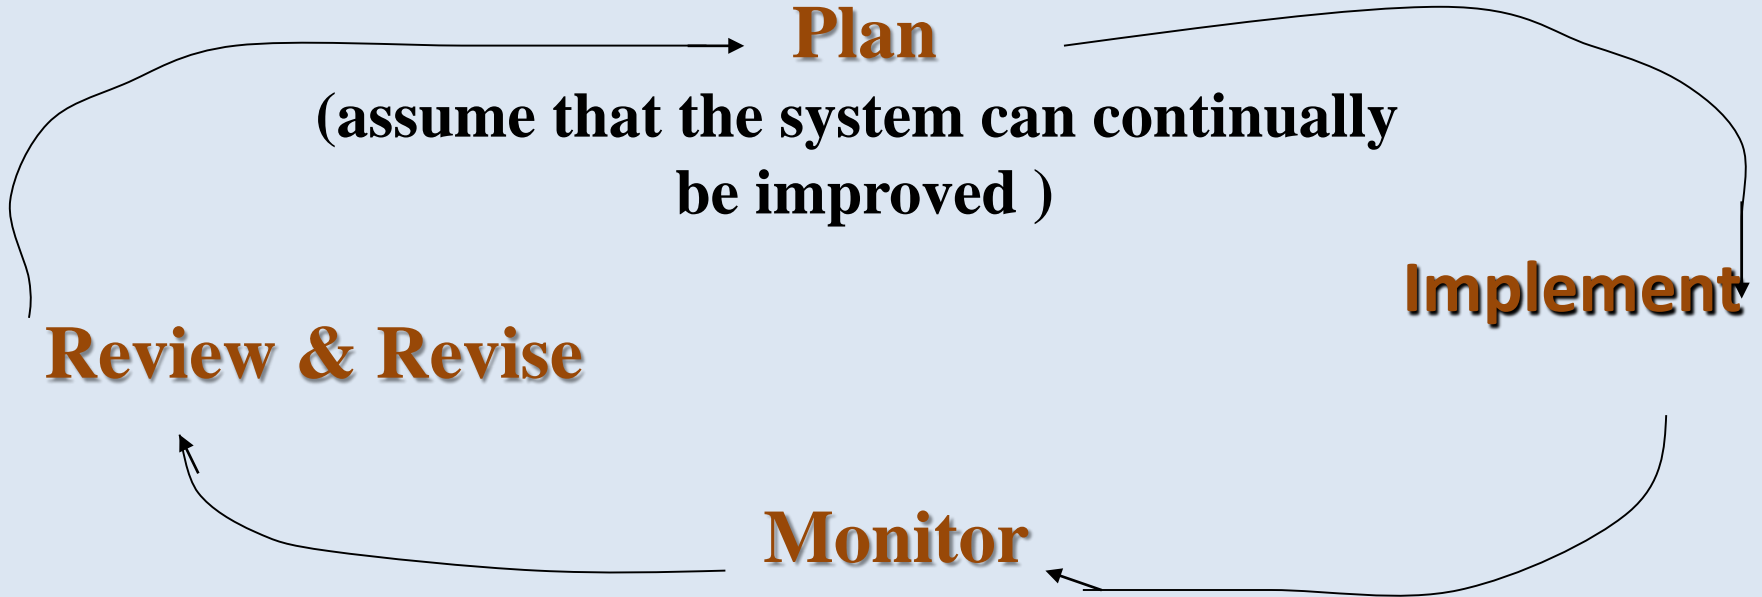 Plan
(assume that the system can continually
be improved )
Implement
Review & Revise
Monitor